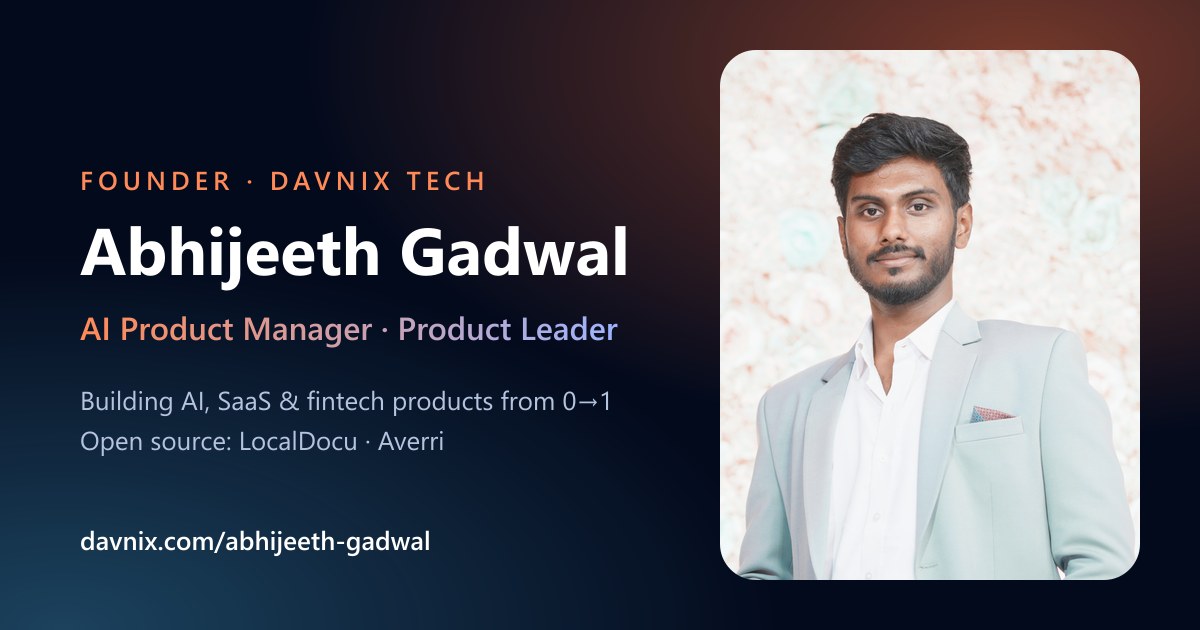 FOUNDER · DAVNIX TECH
Abhijeeth Gadwal
AI Product Manager · Product Leader
Building AI, SaaS & fintech products from 0→1
Open source: LocalDocu · Averri
davnix.com/abhijeeth-gadwal